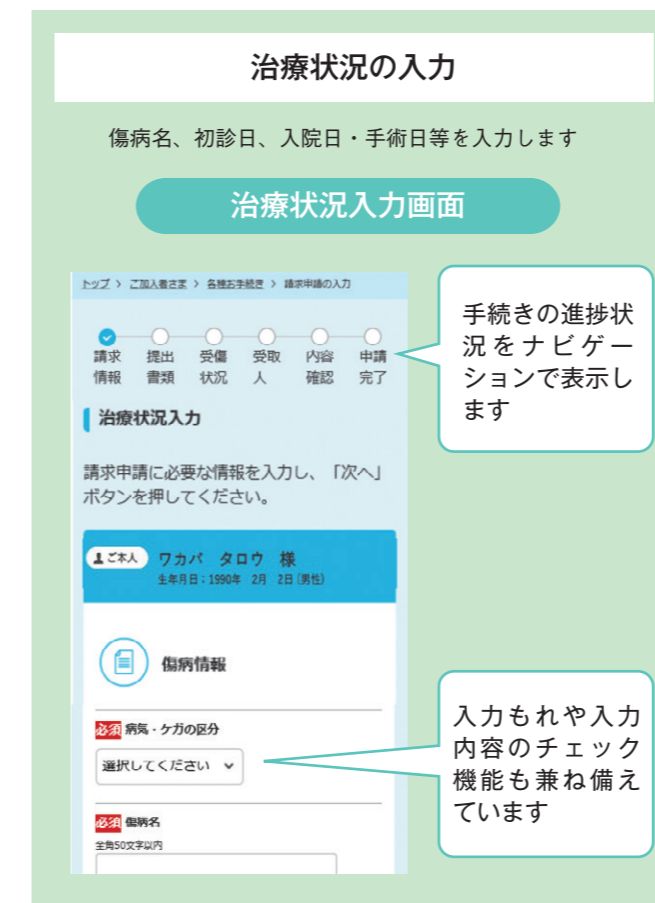 治療状況の入力
傷病名、初診日、入院日・手術日等を入力します
治療状況入力画面
トップ > ご加入者さま > 各種お手続き > 請求申請の入力
請求 提出 受傷 受取 内容 申請
情報 書類 状況 人 確認 完了
手続きの進捗状
況をナビゲー
ションで表示し
ます
治療状況入力
請求申請に必要な情報を入力し、「次へ」
ボタンを押してください。
ご本人 ワカバ タロウ 様
生年月日：1990年 2月 2日(男性)
傷病情報
必須 病気・ケガの区分
選択してください
入力もれや入力
内容のチェック
機能も兼ね備え
ています
必須 傷病名
全角50文字以内